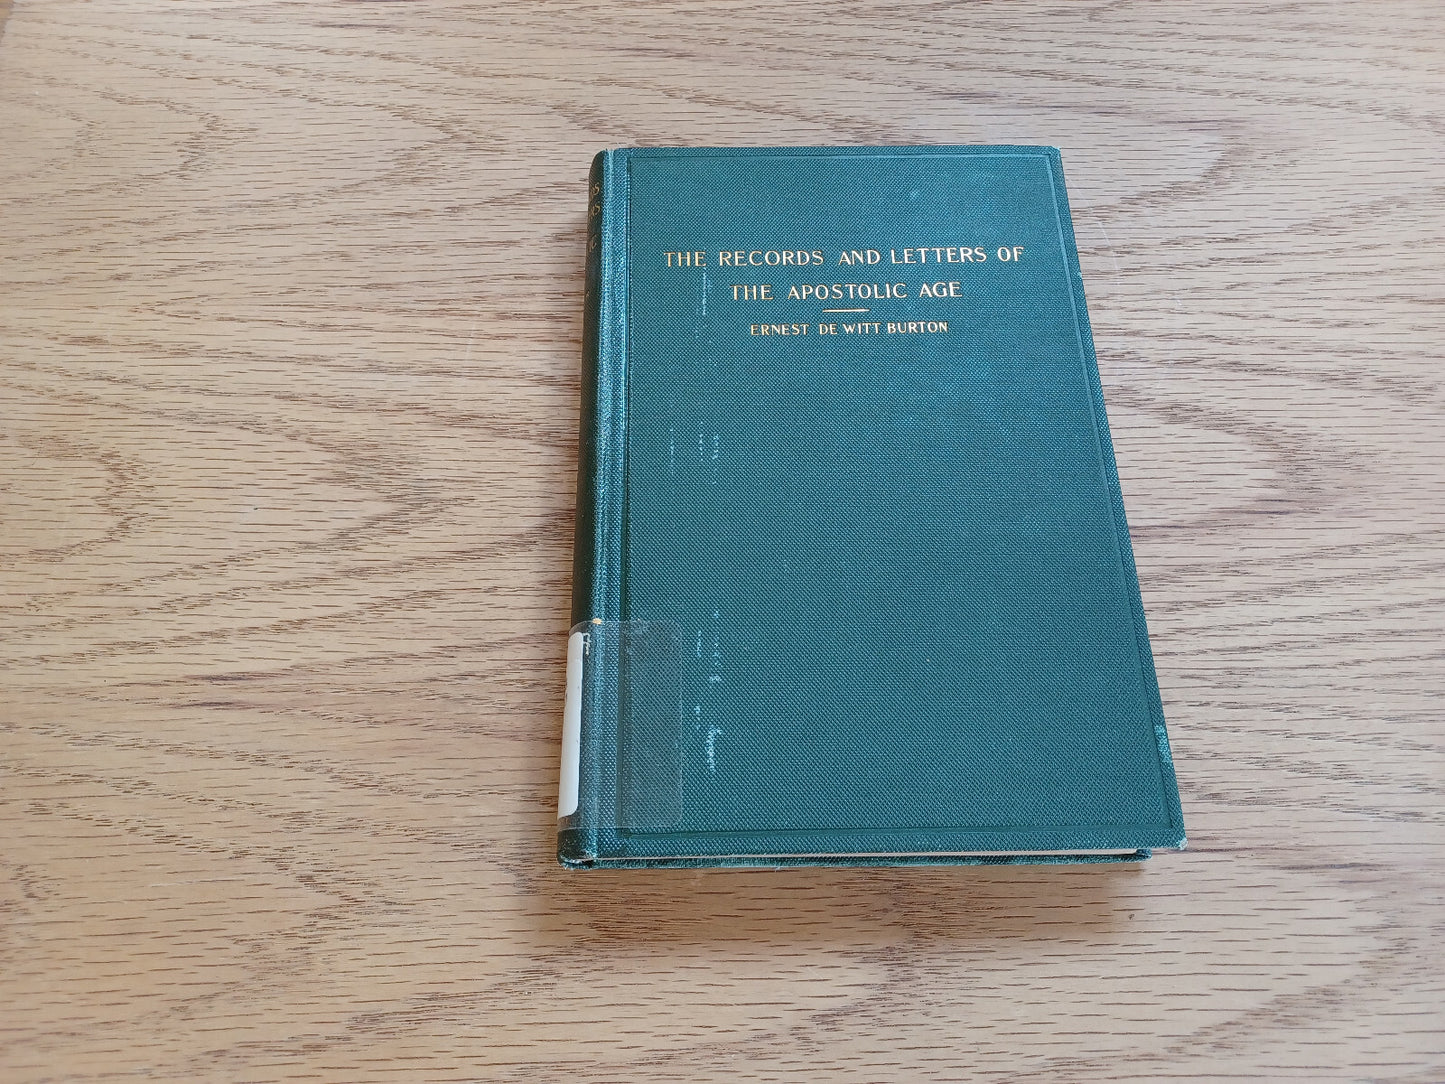 THE RECORDS AND LETTERS OF
THE APOSTOLIC AGE
ERNEST DE WITT BURTON